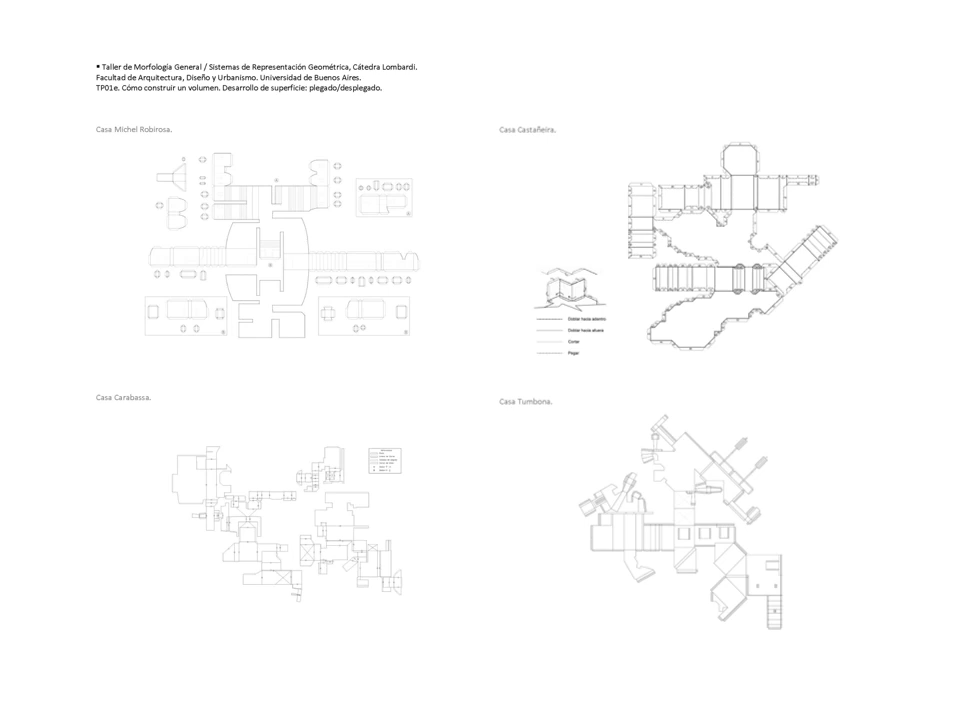 ▪ Taller de Morfología General / Sistemas de Representación Geométrica, Cátedra Lombardi.
Facultad de Arquitectura, Diseño y Urbanismo. Universidad de Buenos Aires.
TP01e. Cómo construir un volumen. Desarrollo de superficie: plegado/desplegado.
Casa Michel Robirosa.
Casa Castañeira.
Doblar hacia adentro
Doblar hacia afuera
Cortar
Pegar
Casa Carabassa.
Casa Tumbona.